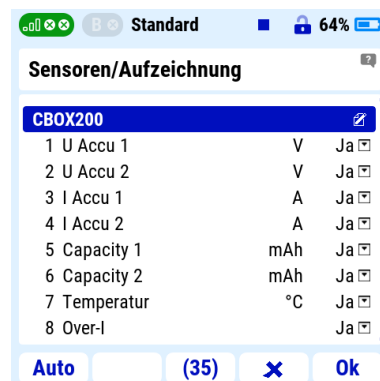 B Standard 64%
Sensoren/Aufzeichnung ?
CBOX200
1 U Accu 1 V Ja
2 U Accu 2 V Ja
3 I Accu 1 A Ja
4 I Accu 2 A Ja
5 Capacity 1 mAh Ja
6 Capacity 2 mAh Ja
7 Temperatur °C Ja
8 Over-I Ja
Auto (35) Ok